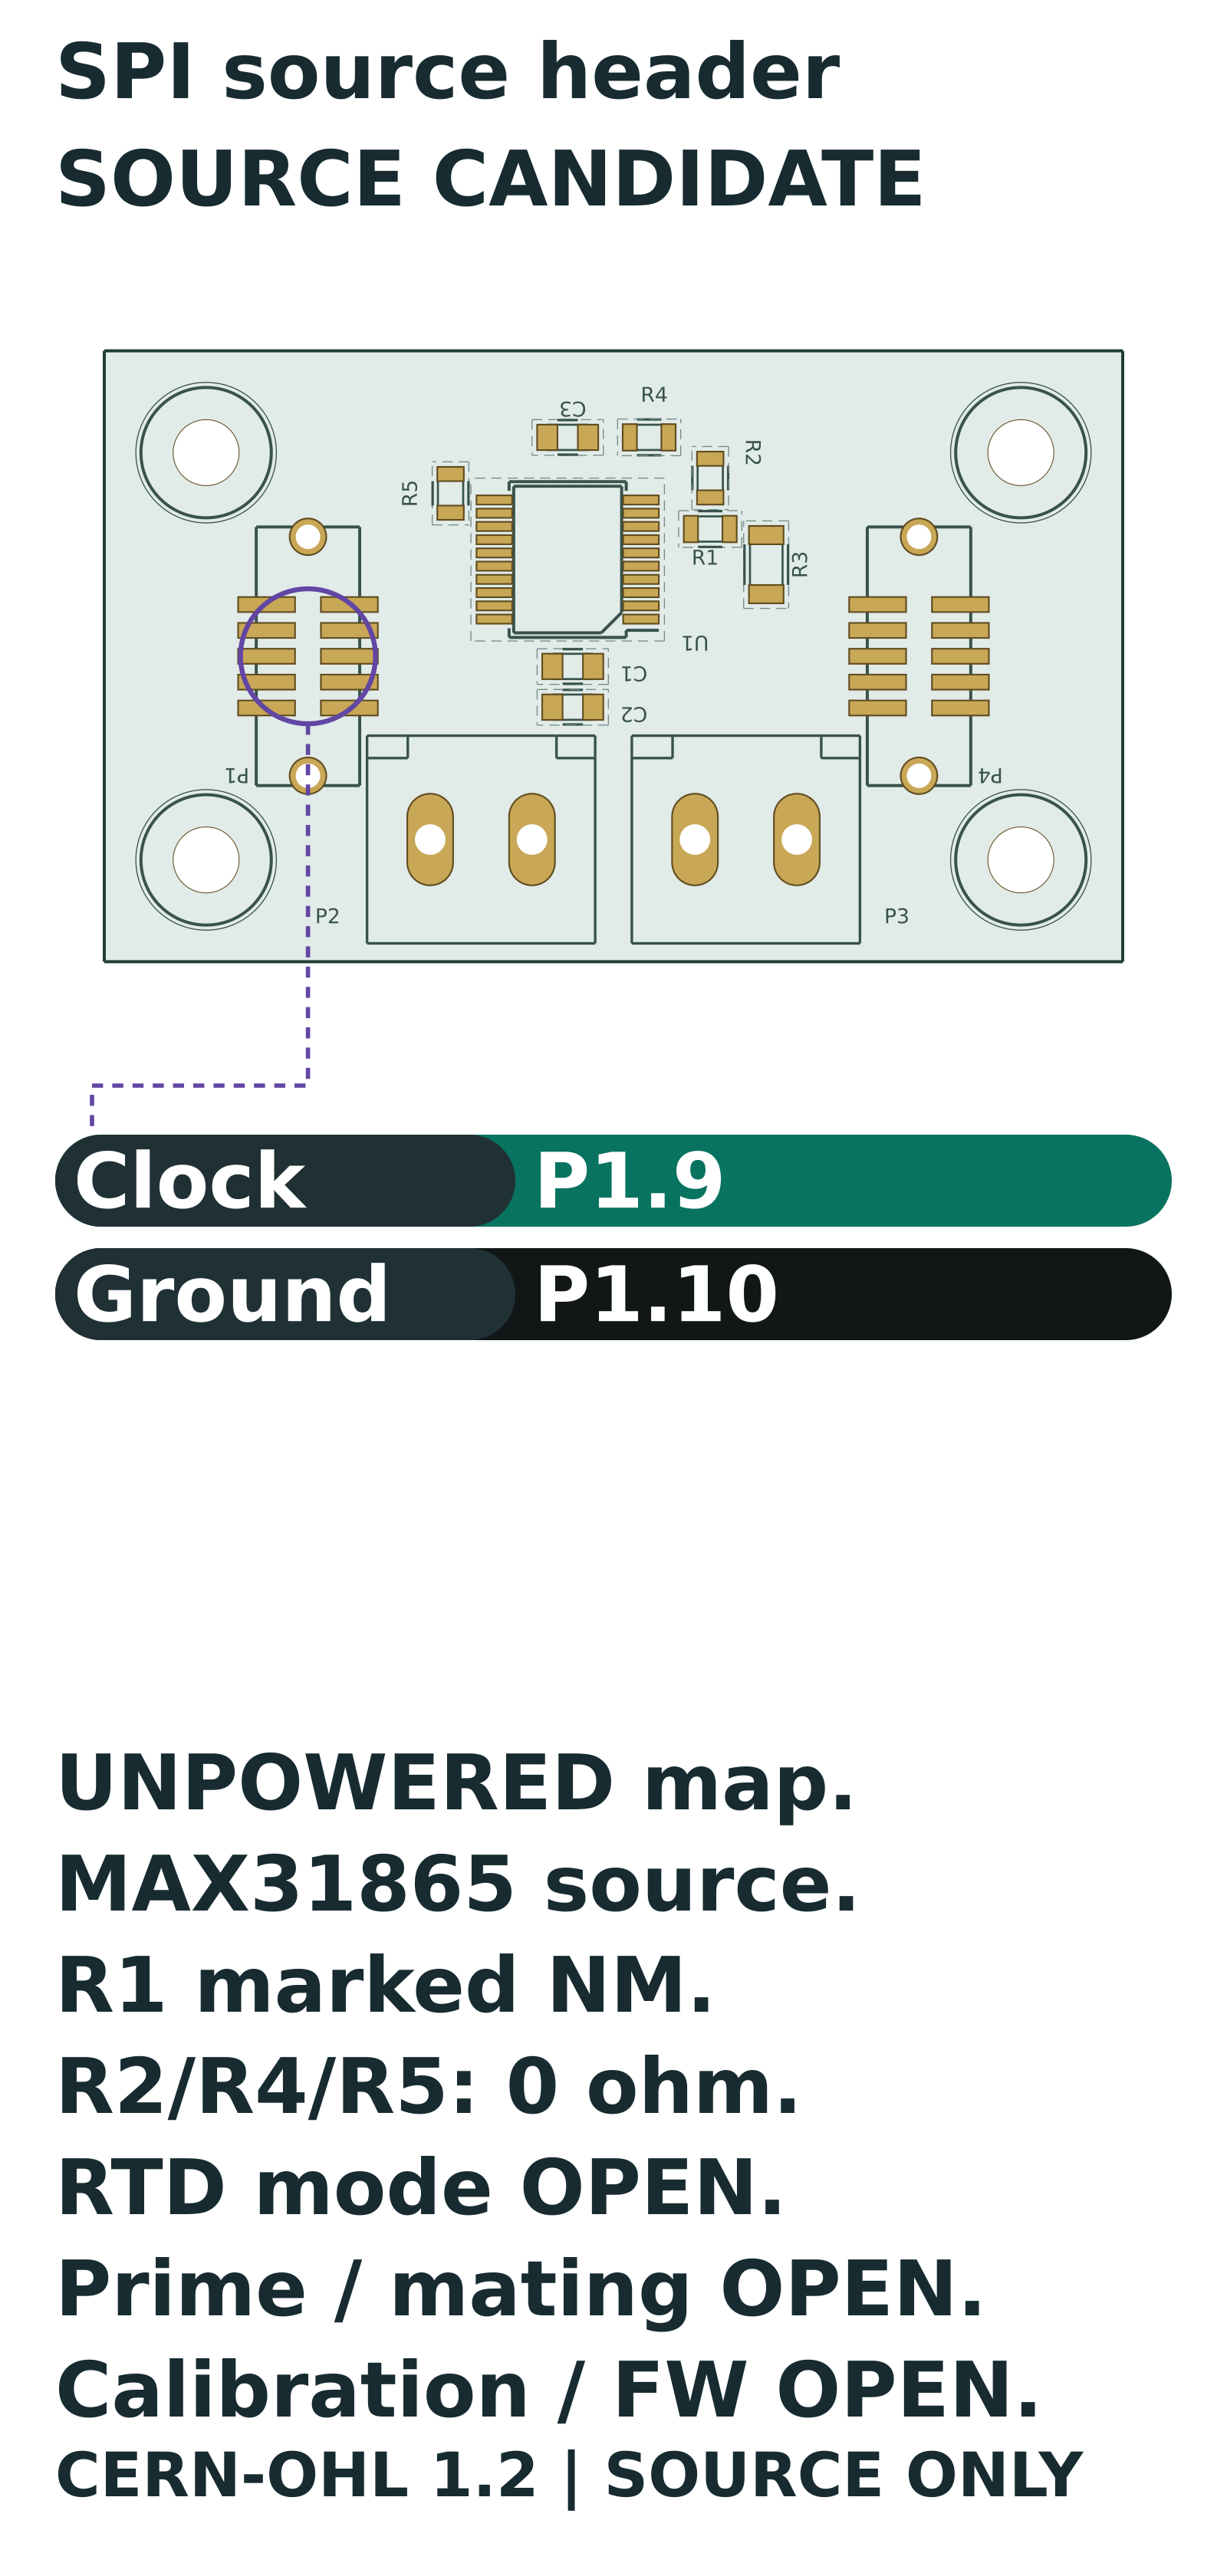 SPI source header
SOURCE CANDIDATE
C3
R4
R2
R5
R1
R3
U1
C1
C2
P1
P4
P2
P3
Clock P1.9
Ground P1.10
UNPOWERED map.
MAX31865 source.
R1 marked NM.
R2/R4/R5: 0 ohm.
RTD mode OPEN.
Prime / mating OPEN.
Calibration / FW OPEN.
CERN-OHL 1.2 | SOURCE ONLY